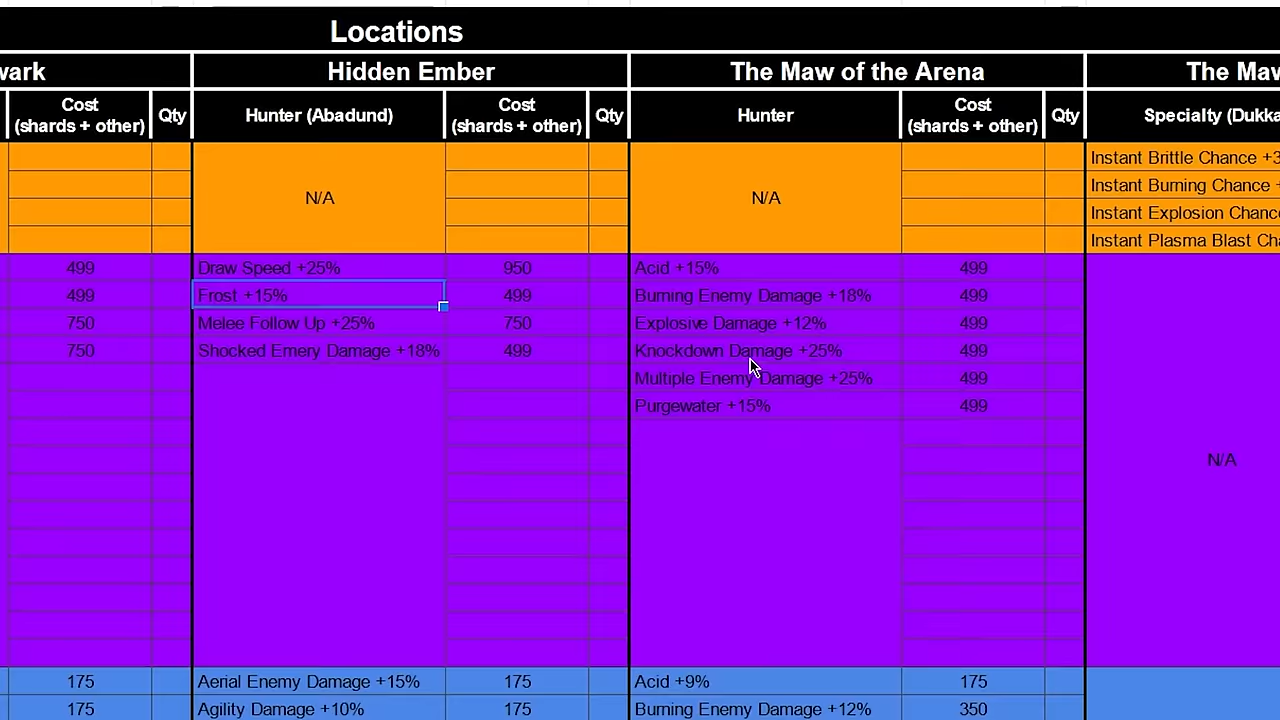 Locations
wark Hidden Ember The Maw of the Arena The Maw
Cost (shards + other) Qty Hunter (Abadund) Cost (shards + other) Qty Hunter Cost (shards + other) Qty Specialty (Dukka
N/A N/A Instant Brittle Chance +3
Instant Burning Chance +
Instant Explosion Chance
Instant Plasma Blast Cha
499 Draw Speed +25% 950 Acid +15% 499
499 Frost +15% 499 Burning Enemy Damage +18% 499
750 Melee Follow Up +25% 750 Explosive Damage +12% 499
750 Shocked Emery Damage +18% 499 Knockdown Damage +25% 499
Multiple Enemy Damage +25% 499
Purgewater +15% 499
N/A
175 Aerial Enemy Damage +15% 175 Acid +9% 175
175 Agility Damage +10% 175 Burning Enemy Damage +12% 350